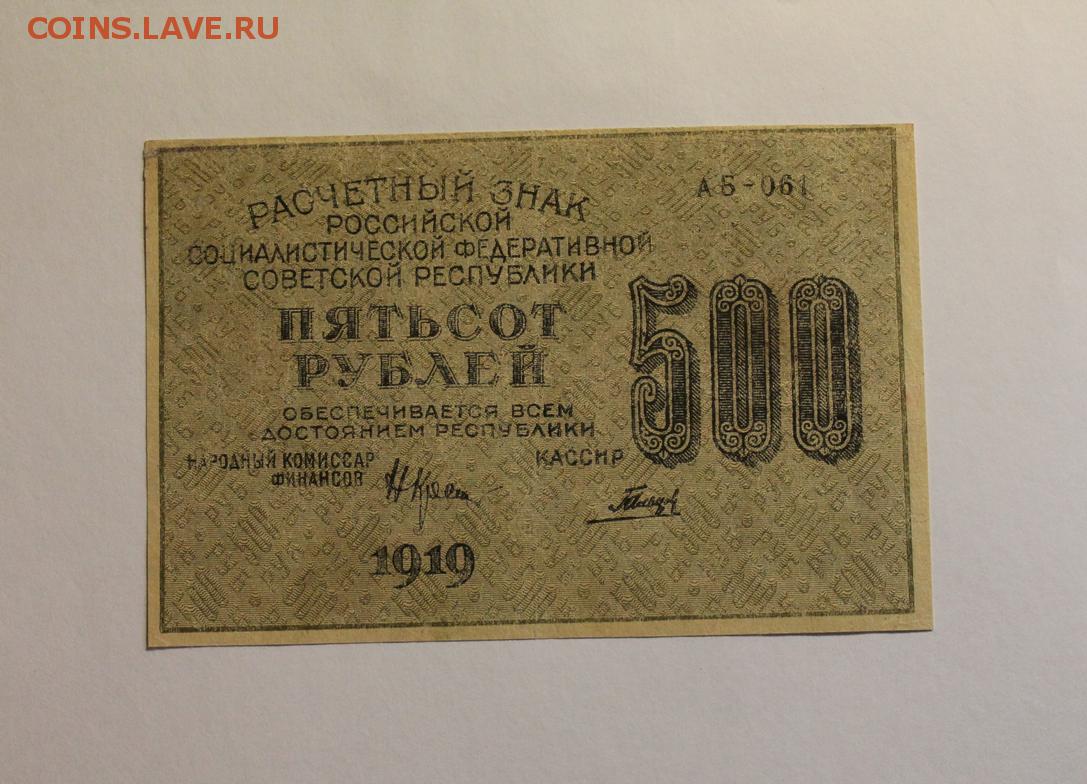 COINS.LAVE.RU
РАСЧЕТНЫЙ ЗНАК
АБ-061
РОССИЙСКОЙ
СОЦИАЛИСТИЧЕСКОЙ ФЕДЕРАТИВНОЙ
СОВЕТСКОЙ РЕСПУБЛИКИ
ПЯТЬСОТ
РУБЛЕЙ
500
ОБЕСПЕЧИВАЕТСЯ ВСЕМ
ДОСТОЯНИЕМ РЕСПУБЛИКИ
НАРОДНЫЙ КОМИССАР
ФИНАНСОВ
КАССИР
1919